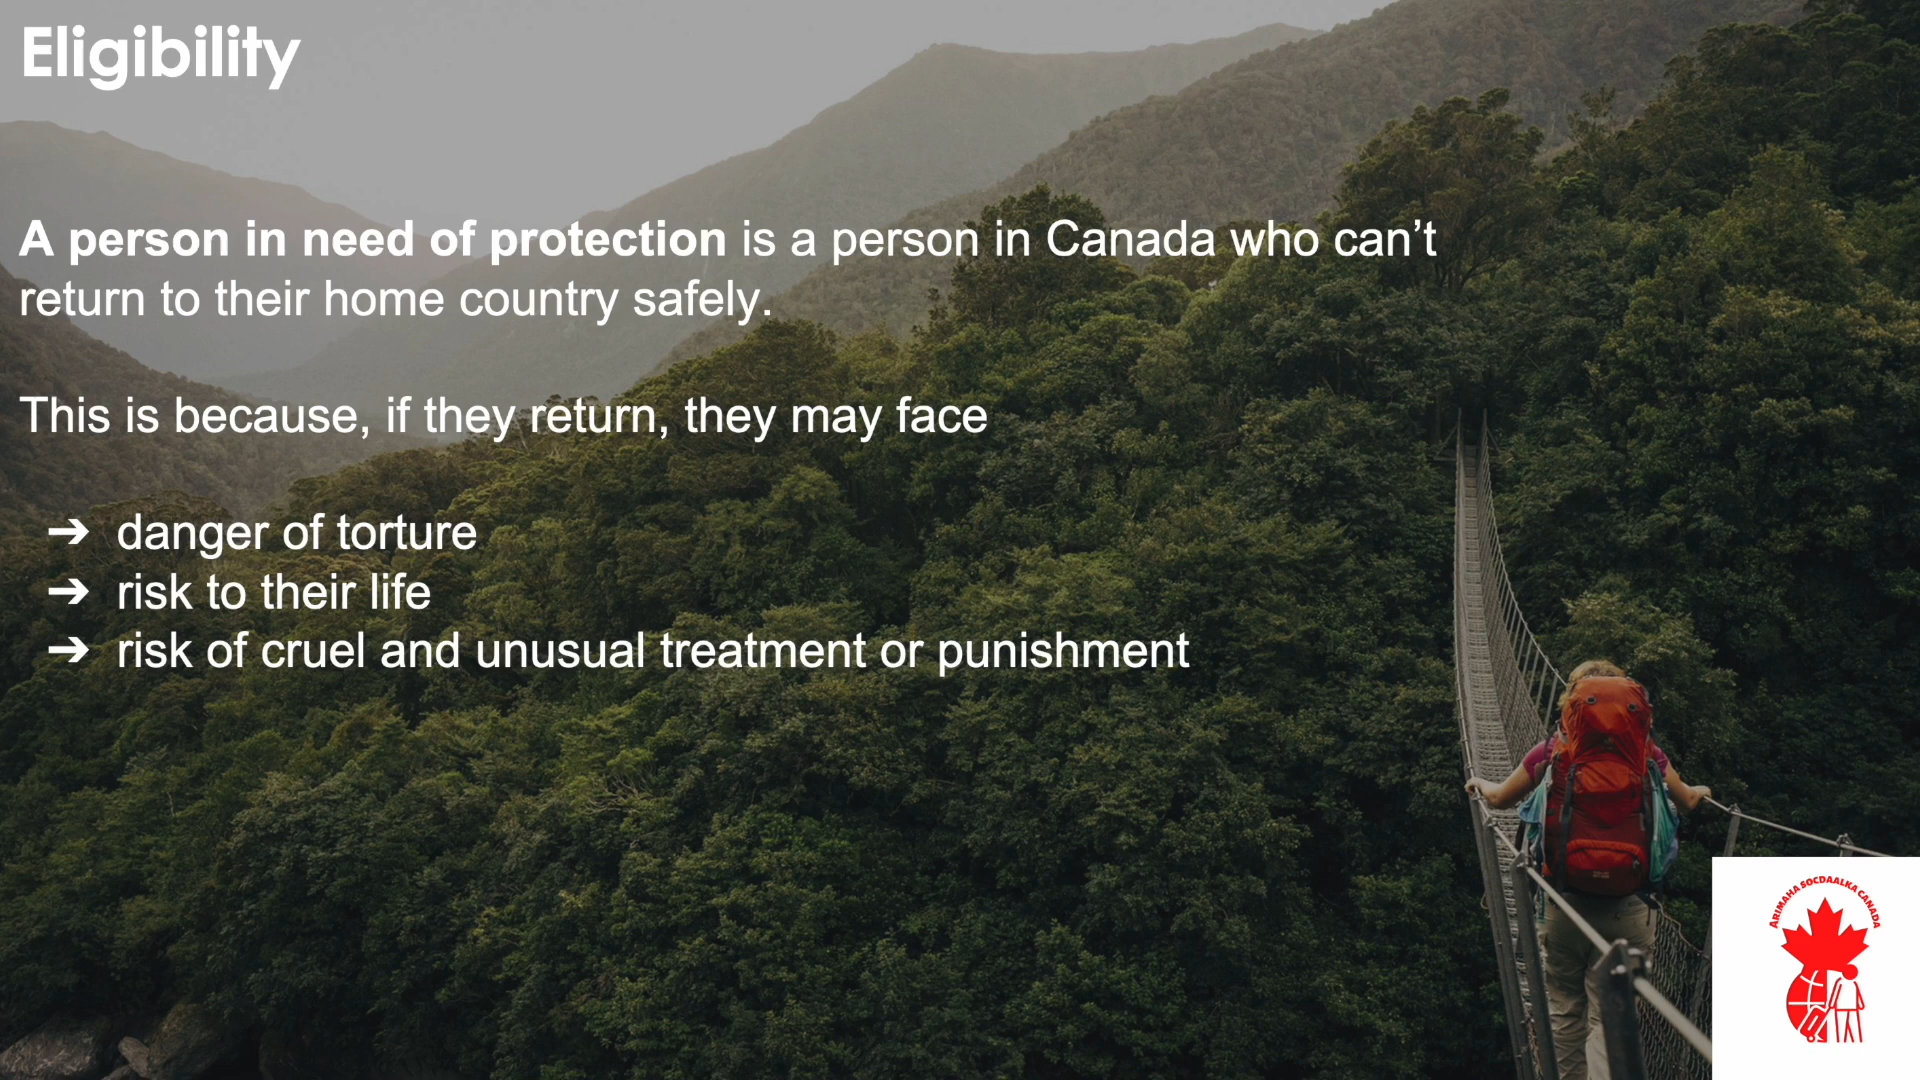 Eligibility
A person in need of protection is a person in Canada who can’t
return to their home country safely.
This is because, if they return, they may face
➔ danger of torture
➔ risk to their life
➔ risk of cruel and unusual treatment or punishment
ARIMAHA SOCDAALKA CANADA